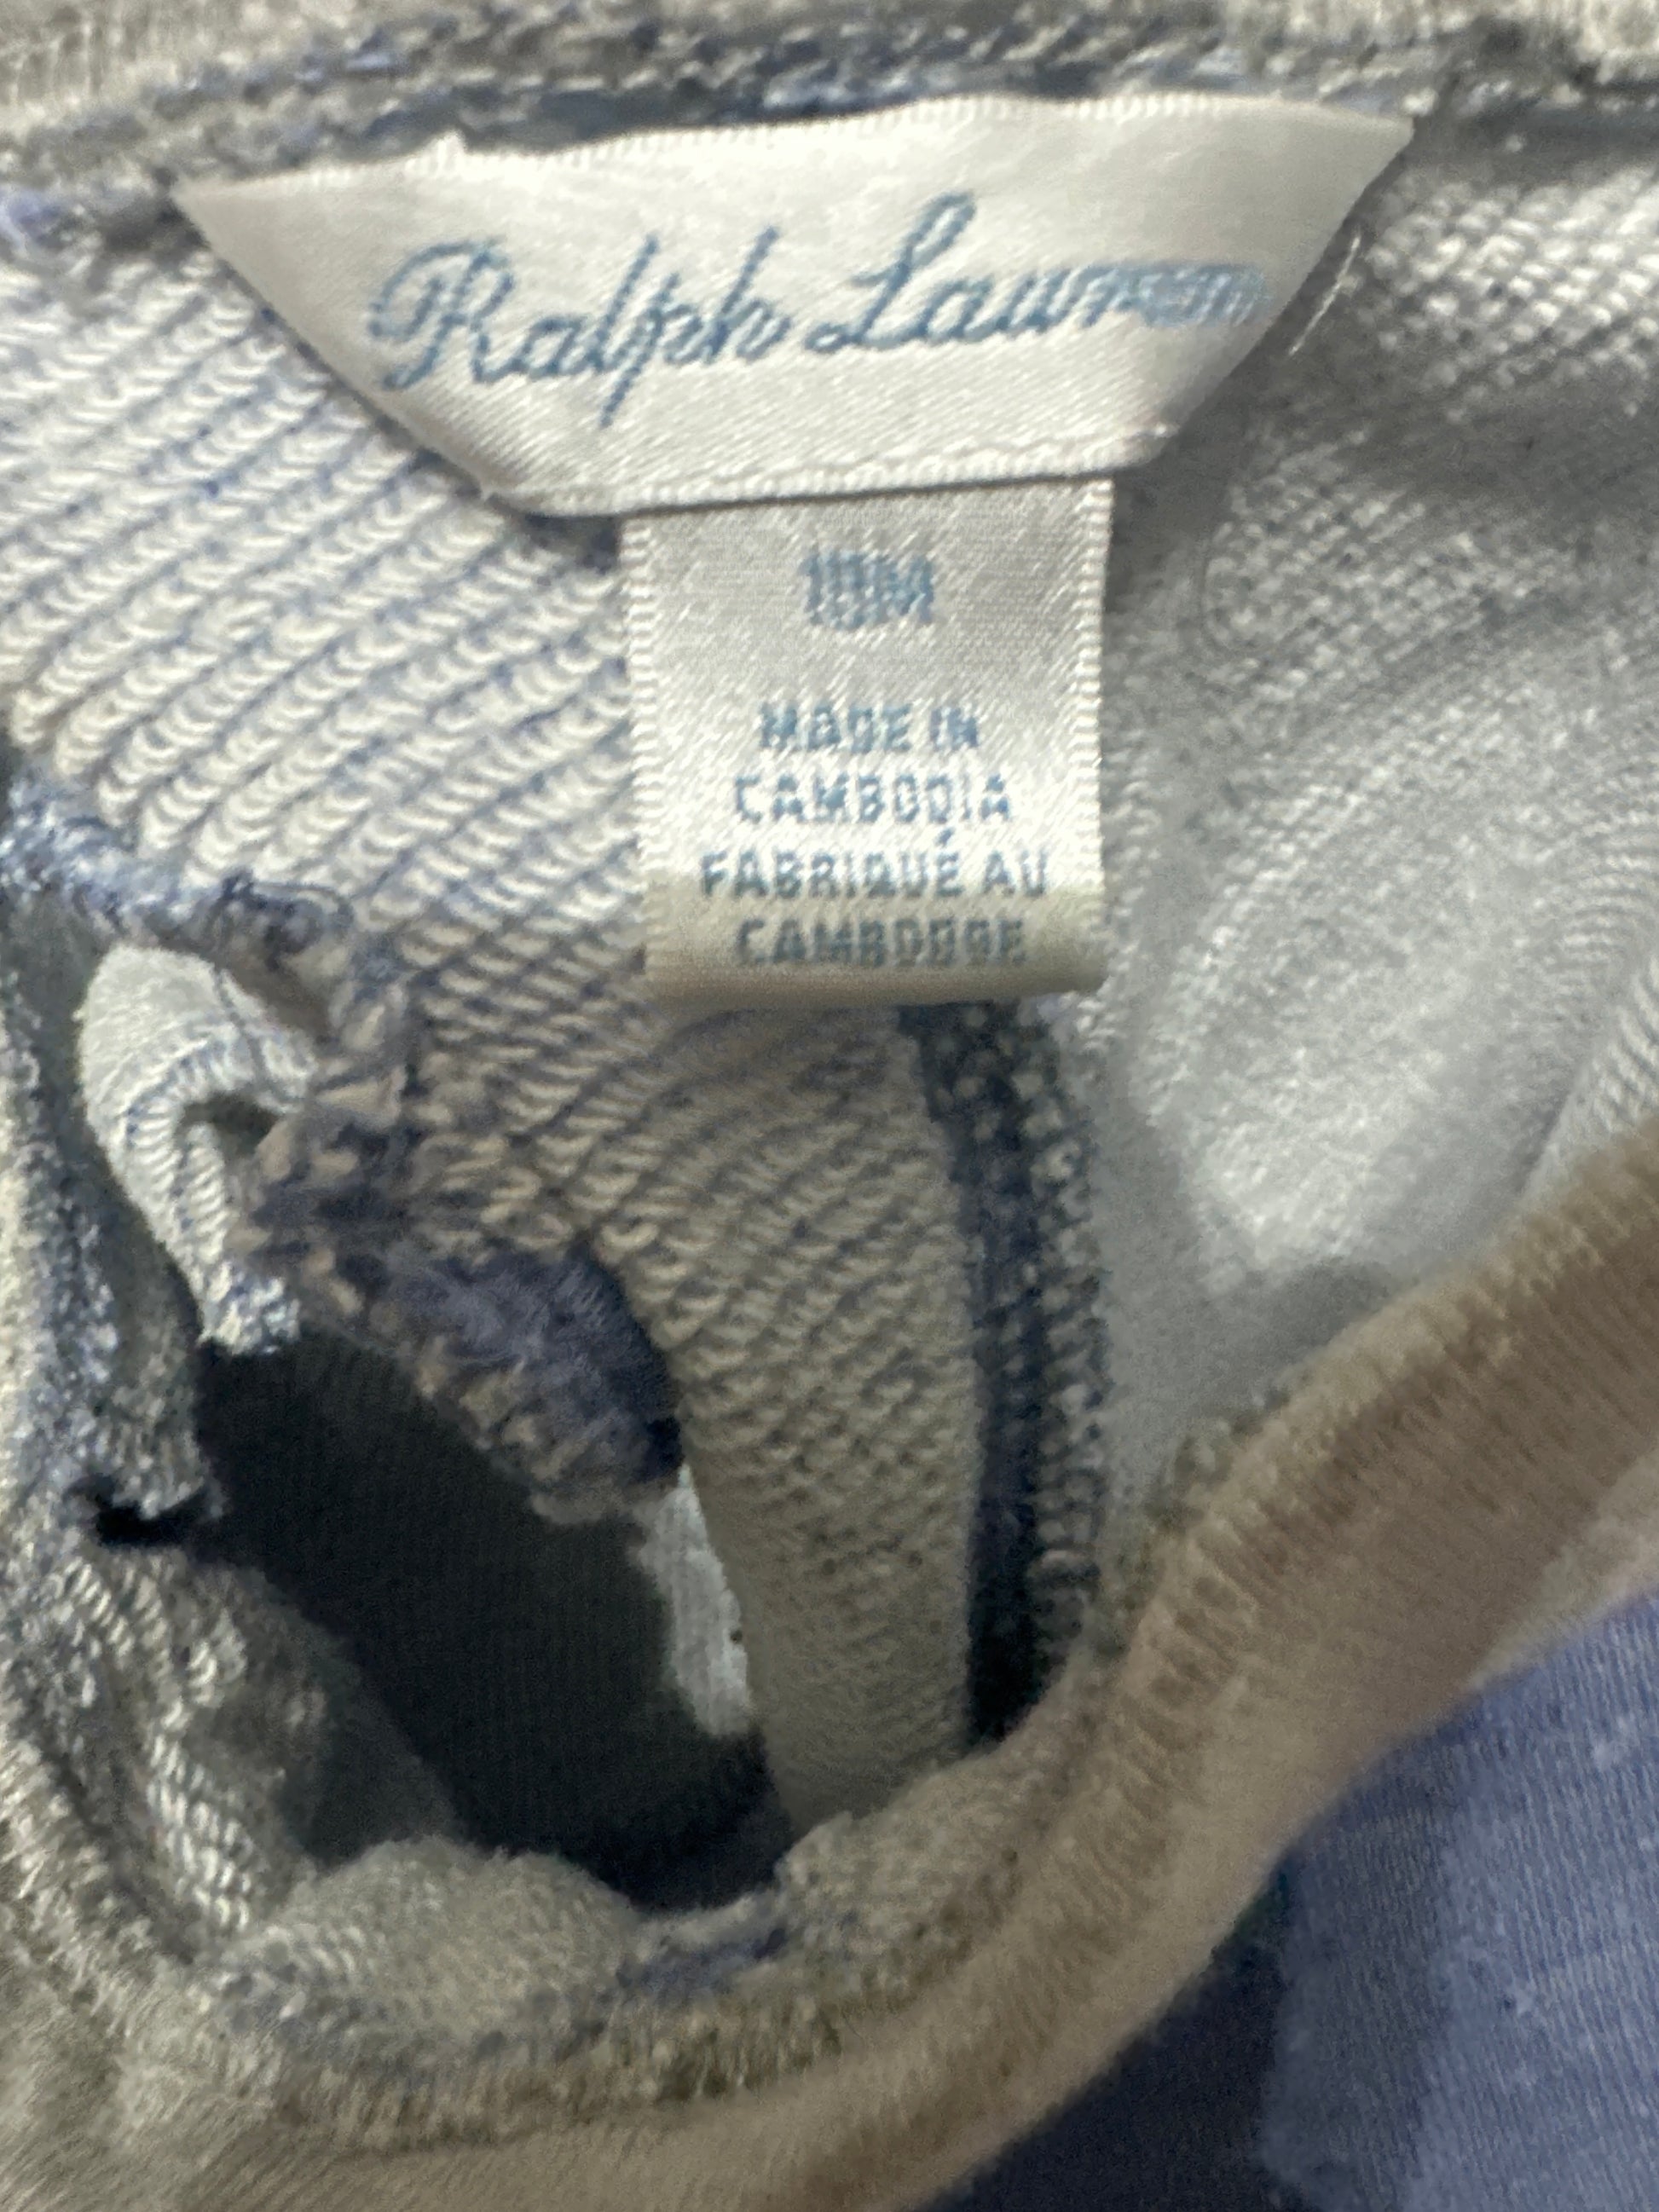 Ralph Lauren
18M
MADE IN
CAMBODIA
FABRIQUÉ AU
CAMBODGE